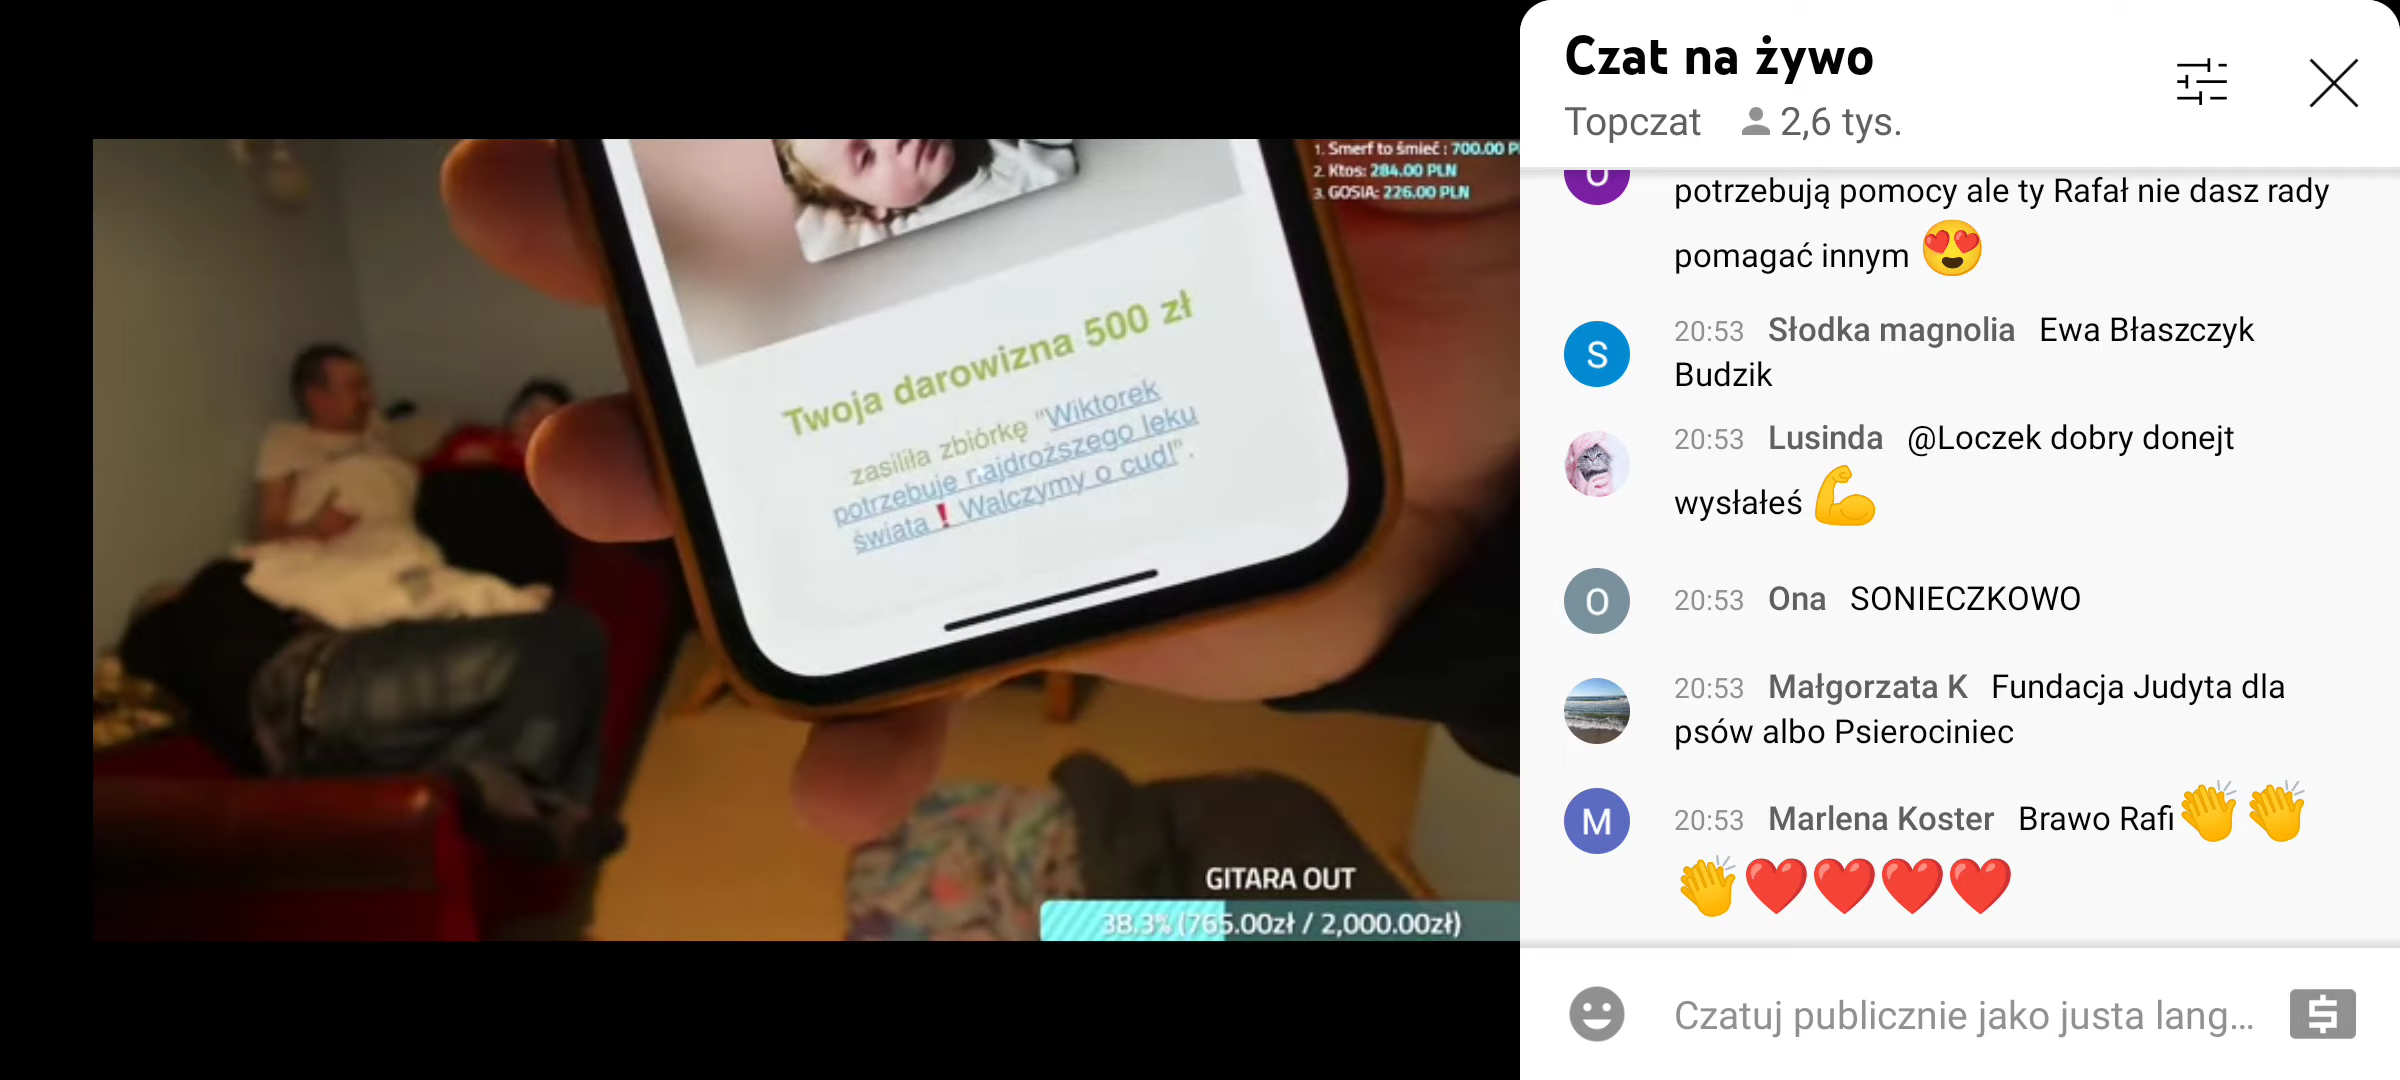 1. Smerf to śmieć : 700.00 P
2. Ktos: 284.00 PLN
3. GOSIA: 226.00 PLN
Twoja darowizna 500 zł
zasiliła zbiórkę "Wiktorek
potrzebuje najdroższego leku
świata❗ Walczymy o cud!".
GITARA OUT
38.3% (765.00zł / 2,000.00zł)
Czat na żywo
Topczat 2,6 tys.
potrzebują pomocy ale ty Rafał nie dasz rady
pomagać innym 😍
S
20:53 Słodka magnolia Ewa Błaszczyk
Budzik
20:53 Lusinda @Loczek dobry donejt
wysłałeś 💪
O
20:53 Ona SONIECZKOWO
20:53 Małgorzata K Fundacja Judyta dla
psów albo Psierociniec
M
20:53 Marlena Koster Brawo Rafi👏👏
👏❤️❤️❤️❤️
Czatuj publicznie jako justa lang...